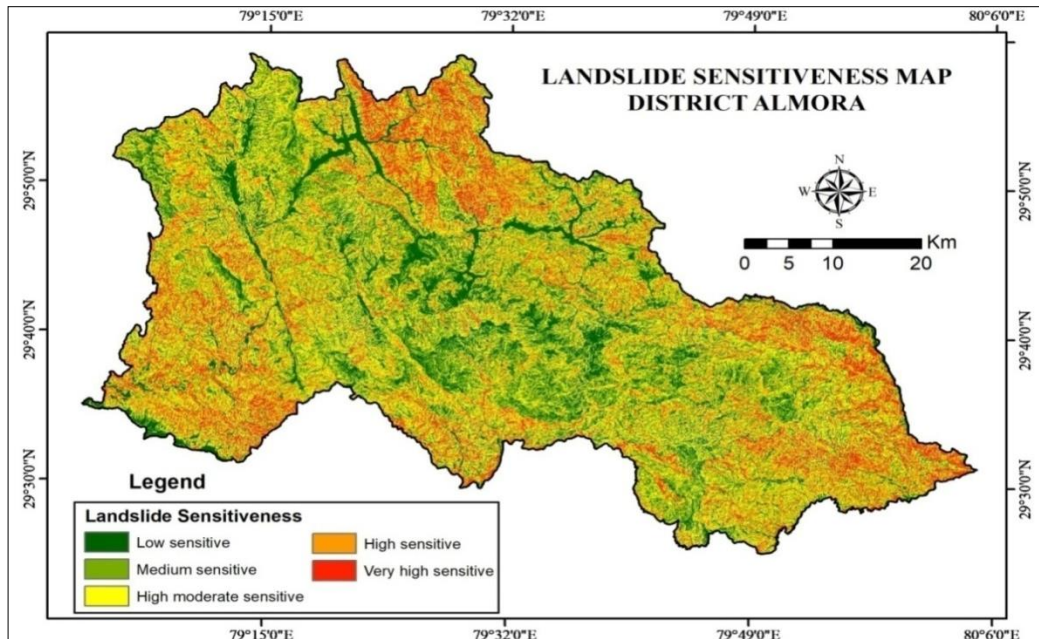 79°15'0"E 79°32'0"E 79°49'0"E 80°6'0"E
LANDSLIDE SENSITIVENESS MAP
DISTRICT ALMORA
N
W E
S
Km
0 5 10 20
29°50'0"N 29°50'0"N
29°40'0"N 29°40'0"N
29°30'0"N 29°30'0"N
Legend
Landslide Sensitiveness
Low sensitive
Medium sensitive
High moderate sensitive
High sensitive
Very high sensitive
79°15'0"E 79°32'0"E 79°49'0"E 80°6'0"E